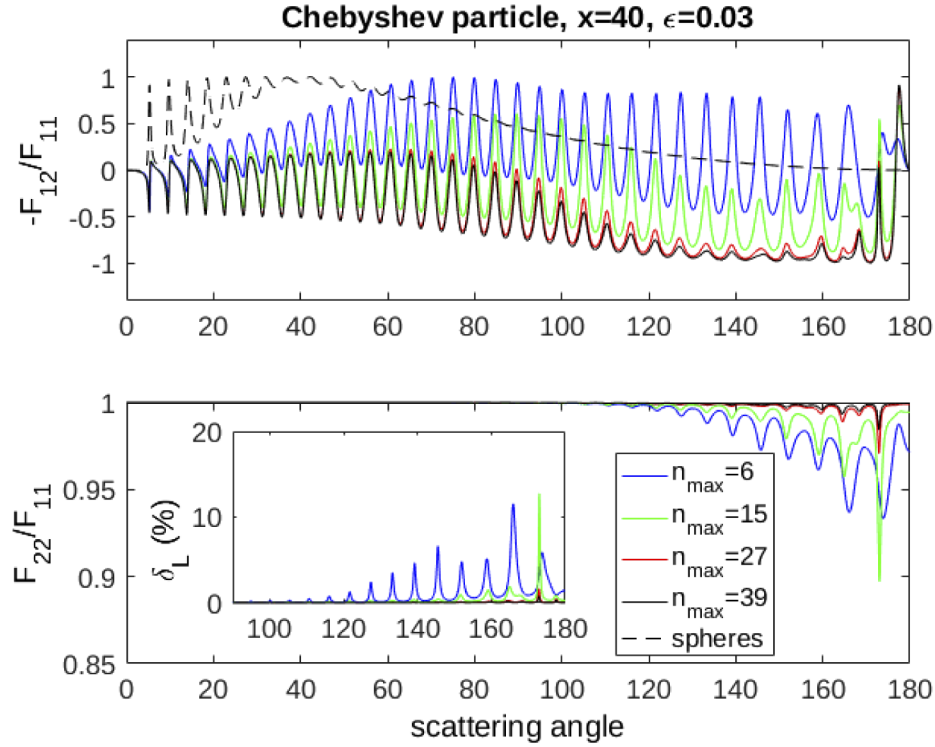 Chebyshev particle, x=40, ϵ=0.03
-F12/F11
1
0.5
0
-0.5
-1
0 20 40 60 80 100 120 140 160 180
F22/F11
1
0.95
0.9
0.85
δL (%)
20
10
0
100 120 140 160 180
nmax=6
nmax=15
nmax=27
nmax=39
spheres
0 20 40 60 80 100 120 140 160 180
scattering angle